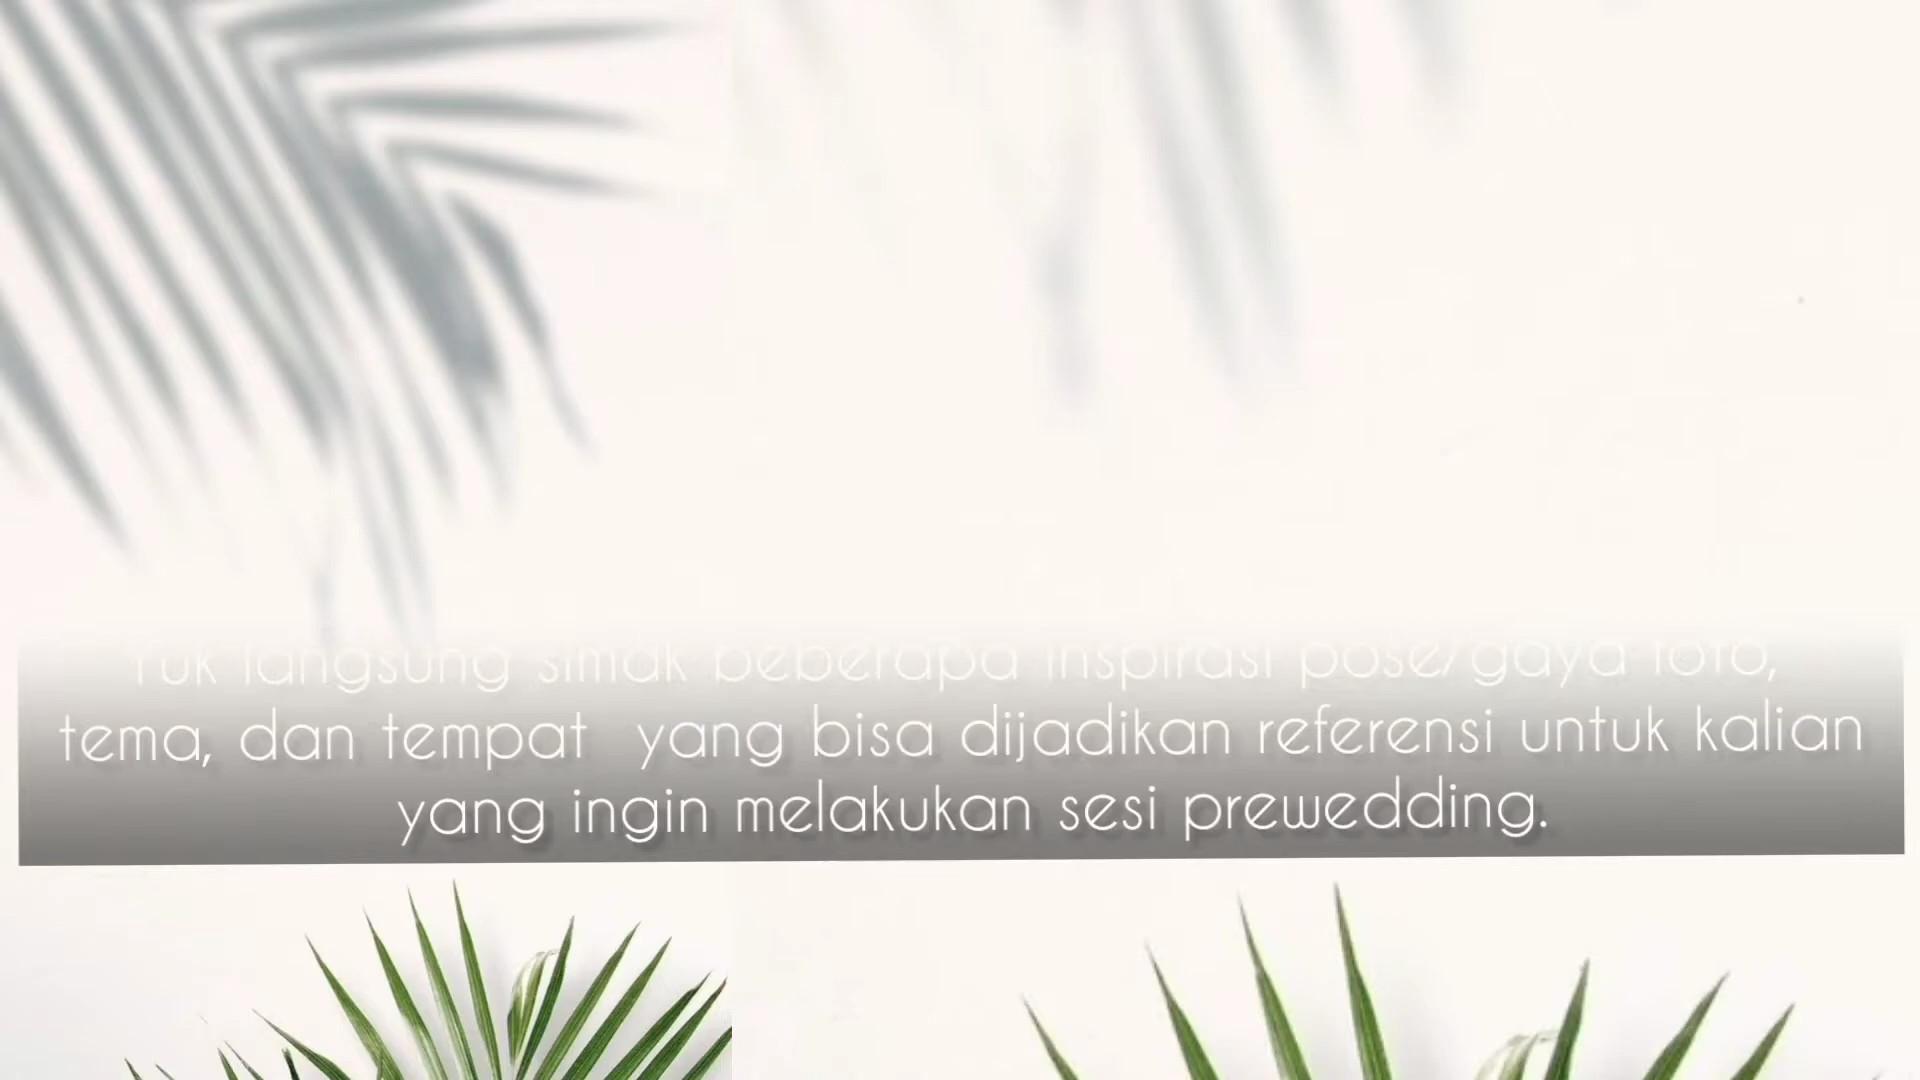 Yuk langsung simak beberapa inspirasi pose/gaya foto,
tema, dan tempat yang bisa dijadikan referensi untuk kalian
yang ingin melakukan sesi prewedding.